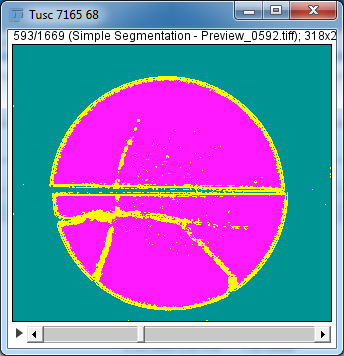 Tusc 7165 68
593/1669 (Simple Segmentation - Preview_0592.tiff); 318x2